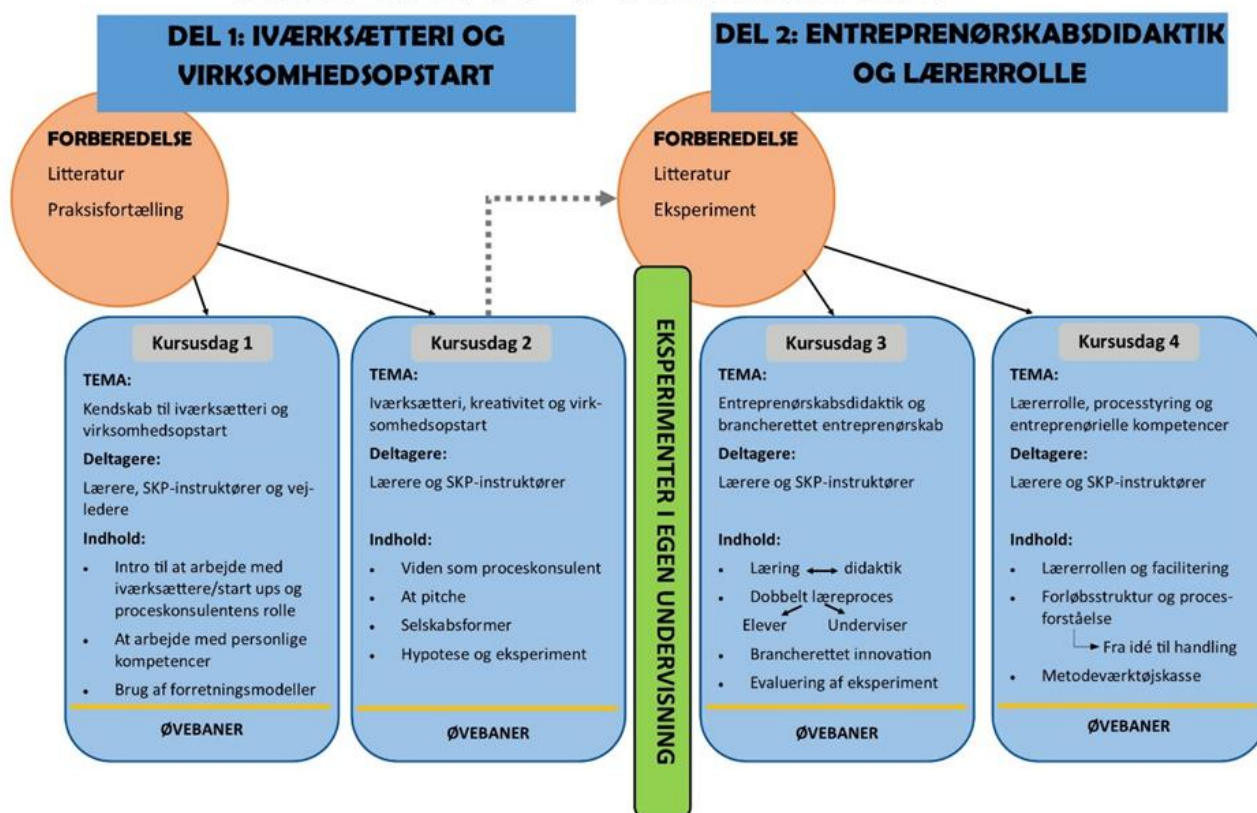 DEL 1: IVÆRKSÆTTERI OG
VIRKSOMHEDSOPSTART
FORBEREDELSE
Litteratur
Praksisfortælling
Kursusdag 1
TEMA:
Kendskab til iværksætteri og
virksomhedsopstart
Deltagere:
Lærere, SKP-instruktører og vej-
ledere
Indhold:
• Intro til at arbejde med
iværksættere/start ups og
proceskonsulentens rolle
• At arbejde med personlige
kompetencer
• Brug af forretningsmodeller
ØVEBANER
Kursusdag 2
TEMA:
Iværksætteri, kreativitet og virk-
somhedsopstart
Deltagere:
Lærere og SKP-instruktører
Indhold:
• Viden som proceskonsulent
• At pitche
• Selskabsformer
• Hypotese og eksperiment
ØVEBANER
EKSPERIMENTER I EGEN UNDERVISNING
DEL 2: ENTREPRENØRSKABSDIDAKTIK
OG LÆRERROLLE
FORBEREDELSE
Litteratur
Eksperiment
Kursusdag 3
TEMA:
Entreprenørskabsdidaktik og
brancherettet entreprenørskab
Deltagere:
Lærere og SKP-instruktører
Indhold:
• Læring didaktik
• Dobbelt læreproces
Elever Underviser
• Brancherettet innovation
• Evaluering af eksperiment
ØVEBANER
Kursusdag 4
TEMA:
Lærerrolle, processtyring og
entreprenørielle kompetencer
Deltagere:
Lærere og SKP-instruktører
Indhold:
• Lærerrollen og facilitering
• Forløbsstruktur og proces-
forståelse
Fra idé til handling
• Metodeværktøjskasse
ØVEBANER